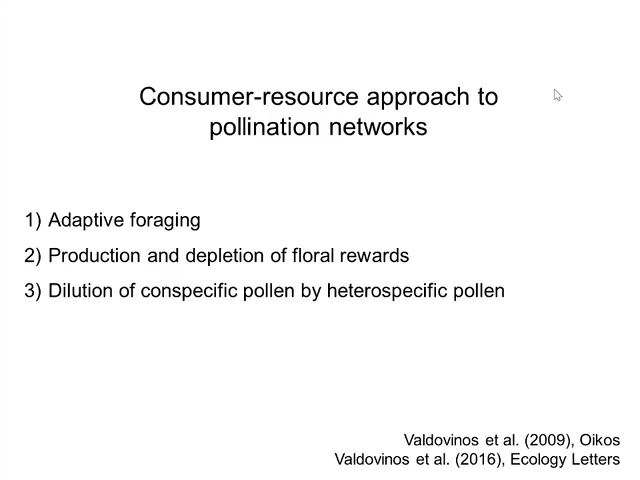 Consumer-resource approach to
pollination networks
1) Adaptive foraging
2) Production and depletion of floral rewards
3) Dilution of conspecific pollen by heterospecific pollen
Valdovinos et al. (2009), Oikos
Valdovinos et al. (2016), Ecology Letters